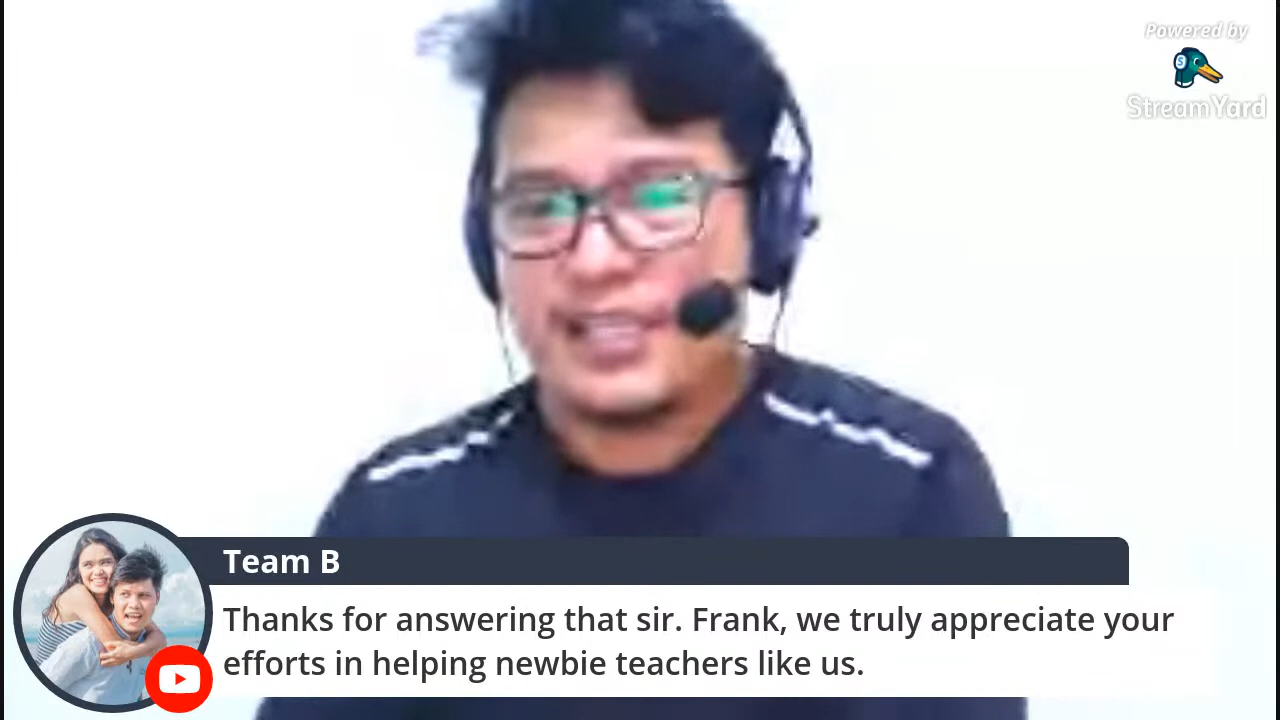 Powered by
StreamYard
Team B
Thanks for answering that sir. Frank, we truly appreciate your
efforts in helping newbie teachers like us.